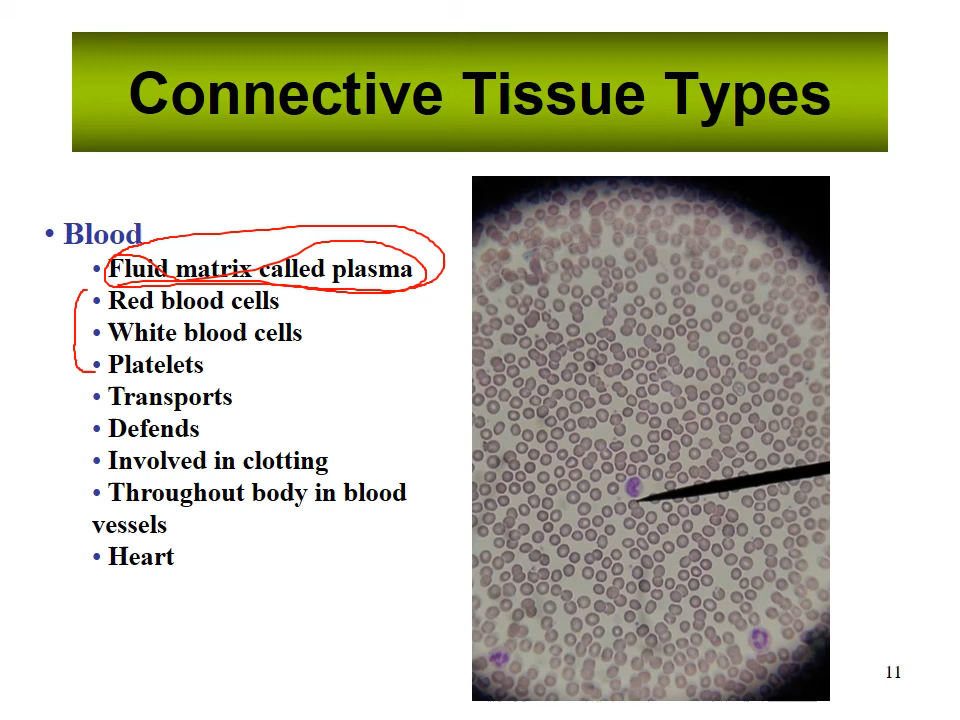 Connective Tissue Types
• Blood
• Fluid matrix called plasma
• Red blood cells
• White blood cells
• Platelets
• Transports
• Defends
• Involved in clotting
• Throughout body in blood
vessels
• Heart
11